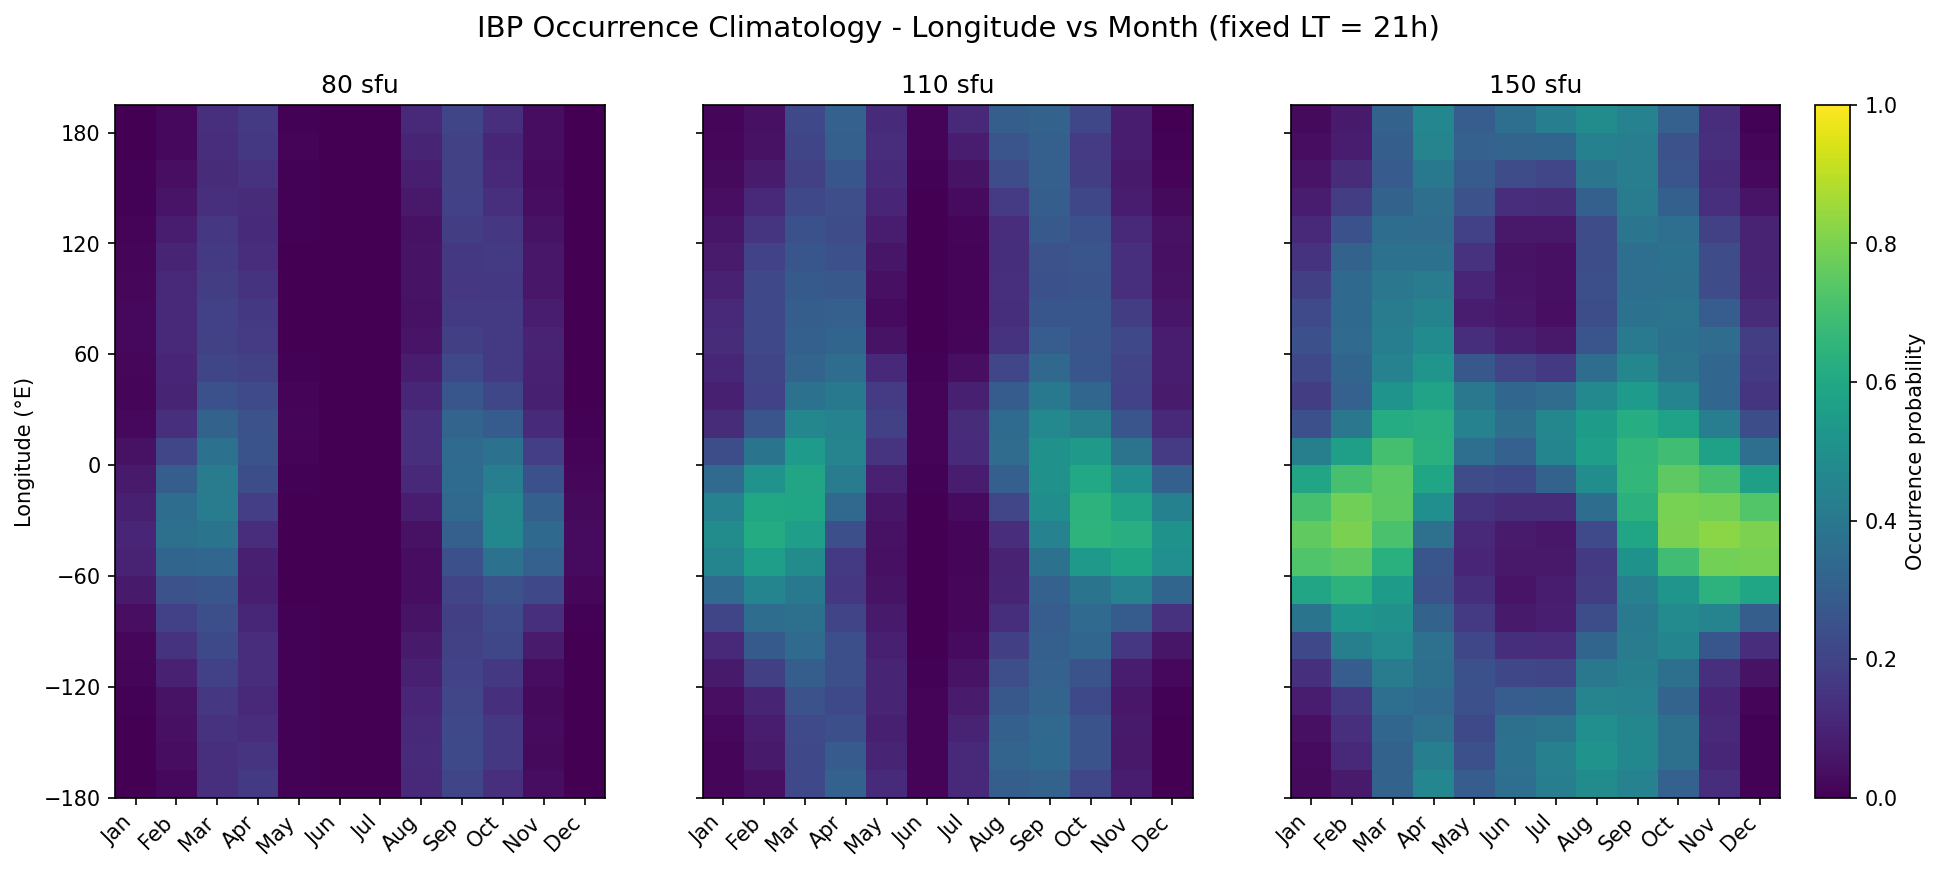 IBP Occurrence Climatology - Longitude vs Month (fixed LT = 21h)
80 sfu
110 sfu
150 sfu
Longitude (°E)
180
120
60
0
−60
−120
−180
Jan Feb Mar Apr May Jun Jul Aug Sep Oct Nov Dec
Jan Feb Mar Apr May Jun Jul Aug Sep Oct Nov Dec
Jan Feb Mar Apr May Jun Jul Aug Sep Oct Nov Dec
1.0
0.8
0.6
0.4
0.2
0.0
Occurrence probability